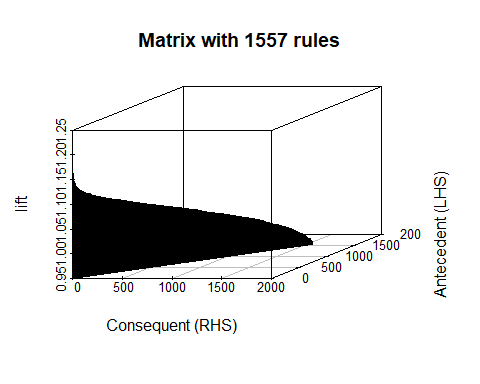 Matrix with 1557 rules
lift
0.951.001.051.101.151.201.25
0 500 1000 1500 2000
Consequent (RHS)
0 500 1000 1500 200
Antecedent (LHS)